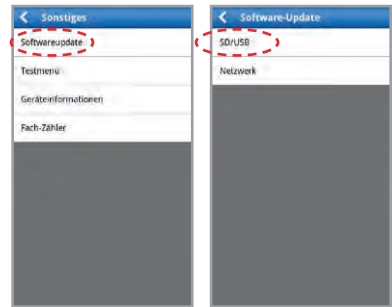 Sonstiges
Softwareupdate
Testmenü
Geräteinformationen
Fach-Zähler
Software-Update
SD/USB
Netzwerk